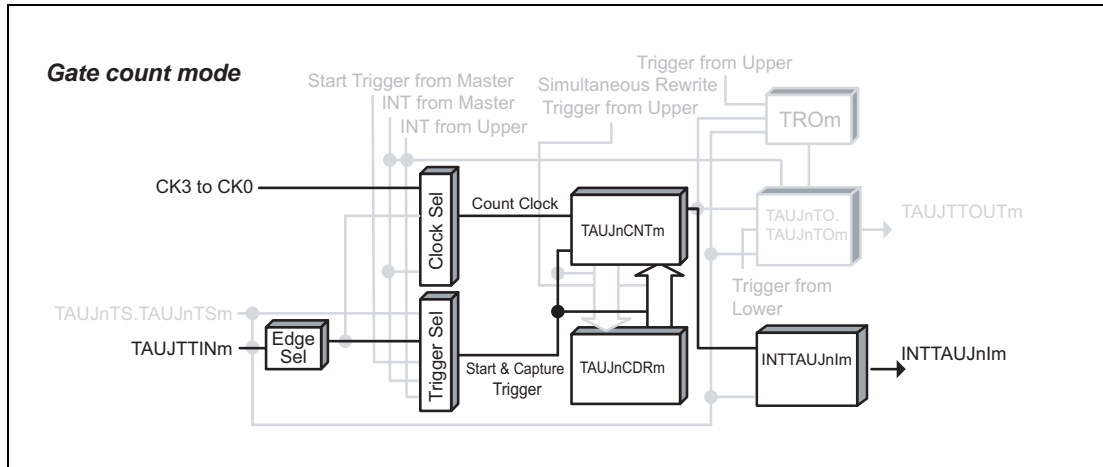 Gate count mode
Trigger from Upper
Start Trigger from Master
Simultaneous Rewrite
Trigger from Upper
INT from Master
INT from Upper
TROm
CK3 to CK0
Clock Sel
Count Clock
TAUJnCNTm
TAUJnTO.
TAUJnTOm
TAUJTTOUTm
Trigger from
Lower
TAUJnTS.TAUJnTSm
TAUJTTINm
Edge
Sel
Trigger Sel
Start & Capture
Trigger
TAUJnCDRm
INTTAUJnIm
INTTAUJnIm